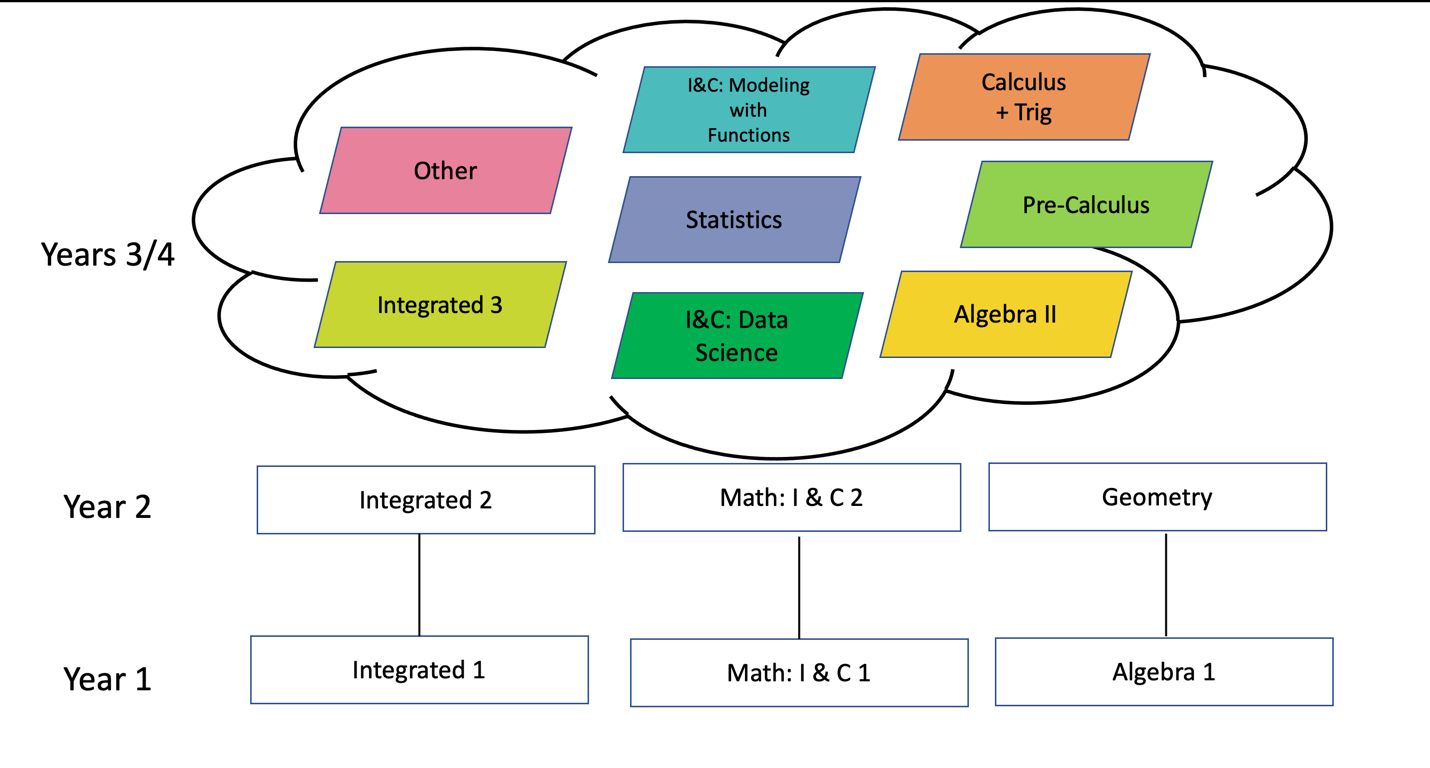 I&C: Modeling
with
Functions
Calculus
+ Trig
Other
Statistics
Pre-Calculus
Years 3/4
Integrated 3
I&C: Data
Science
Algebra II
Year 2
Integrated 2
Math: I & C 2
Geometry
Year 1
Integrated 1
Math: I & C 1
Algebra 1